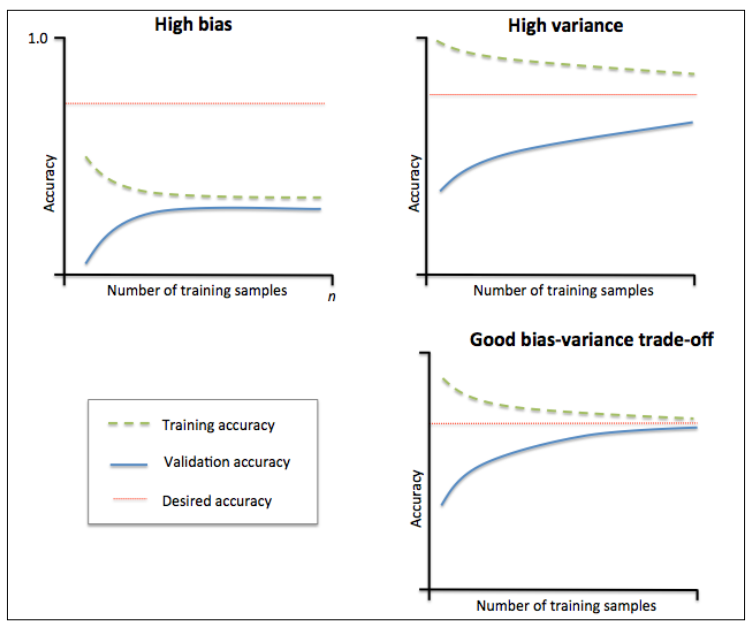 High bias
1.0
Accuracy
Number of training samples
n
High variance
Accuracy
Number of training samples
Good bias-variance trade-off
Accuracy
Number of training samples
Training accuracy
Validation accuracy
Desired accuracy